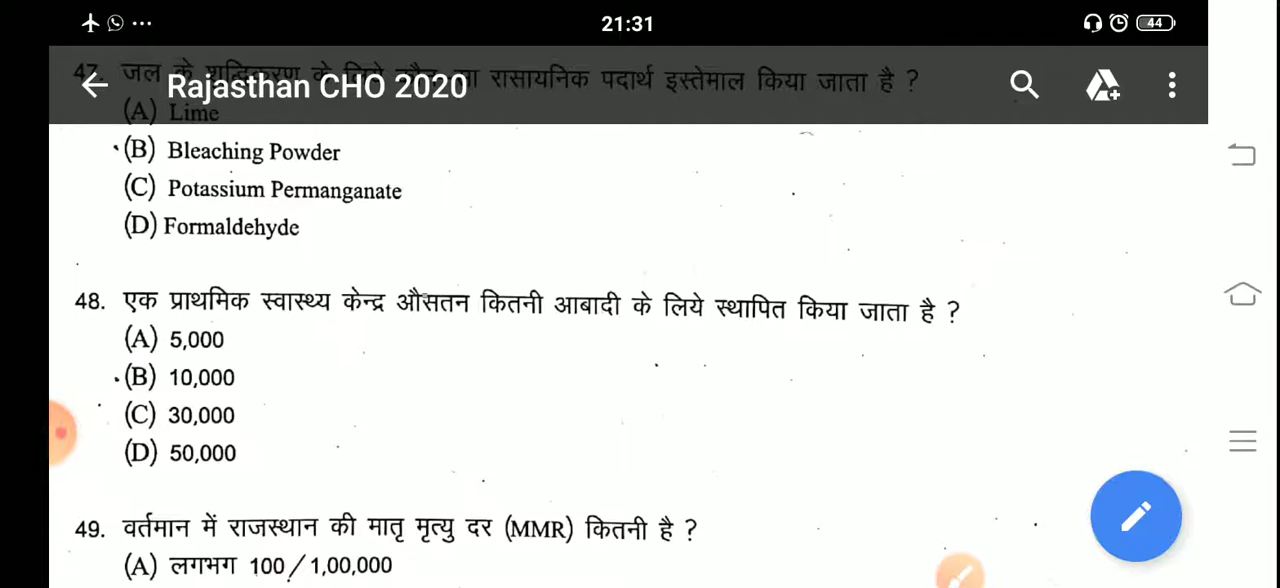 21:31
44
Rajasthan CHO 2020
47. जल के शुद्धिकरण के लिये कौन सा रासायनिक पदार्थ इस्तेमाल किया जाता है ?
(A) Lime
(B) Bleaching Powder
(C) Potassium Permanganate
(D) Formaldehyde
48. एक प्राथमिक स्वास्थ्य केन्द्र औसतन कितनी आबादी के लिये स्थापित किया जाता है ?
(A) 5,000
(B) 10,000
(C) 30,000
(D) 50,000
49. वर्तमान में राजस्थान की मातृ मृत्यु दर (MMR) कितनी है ?
(A) लगभग 100/1,00,000